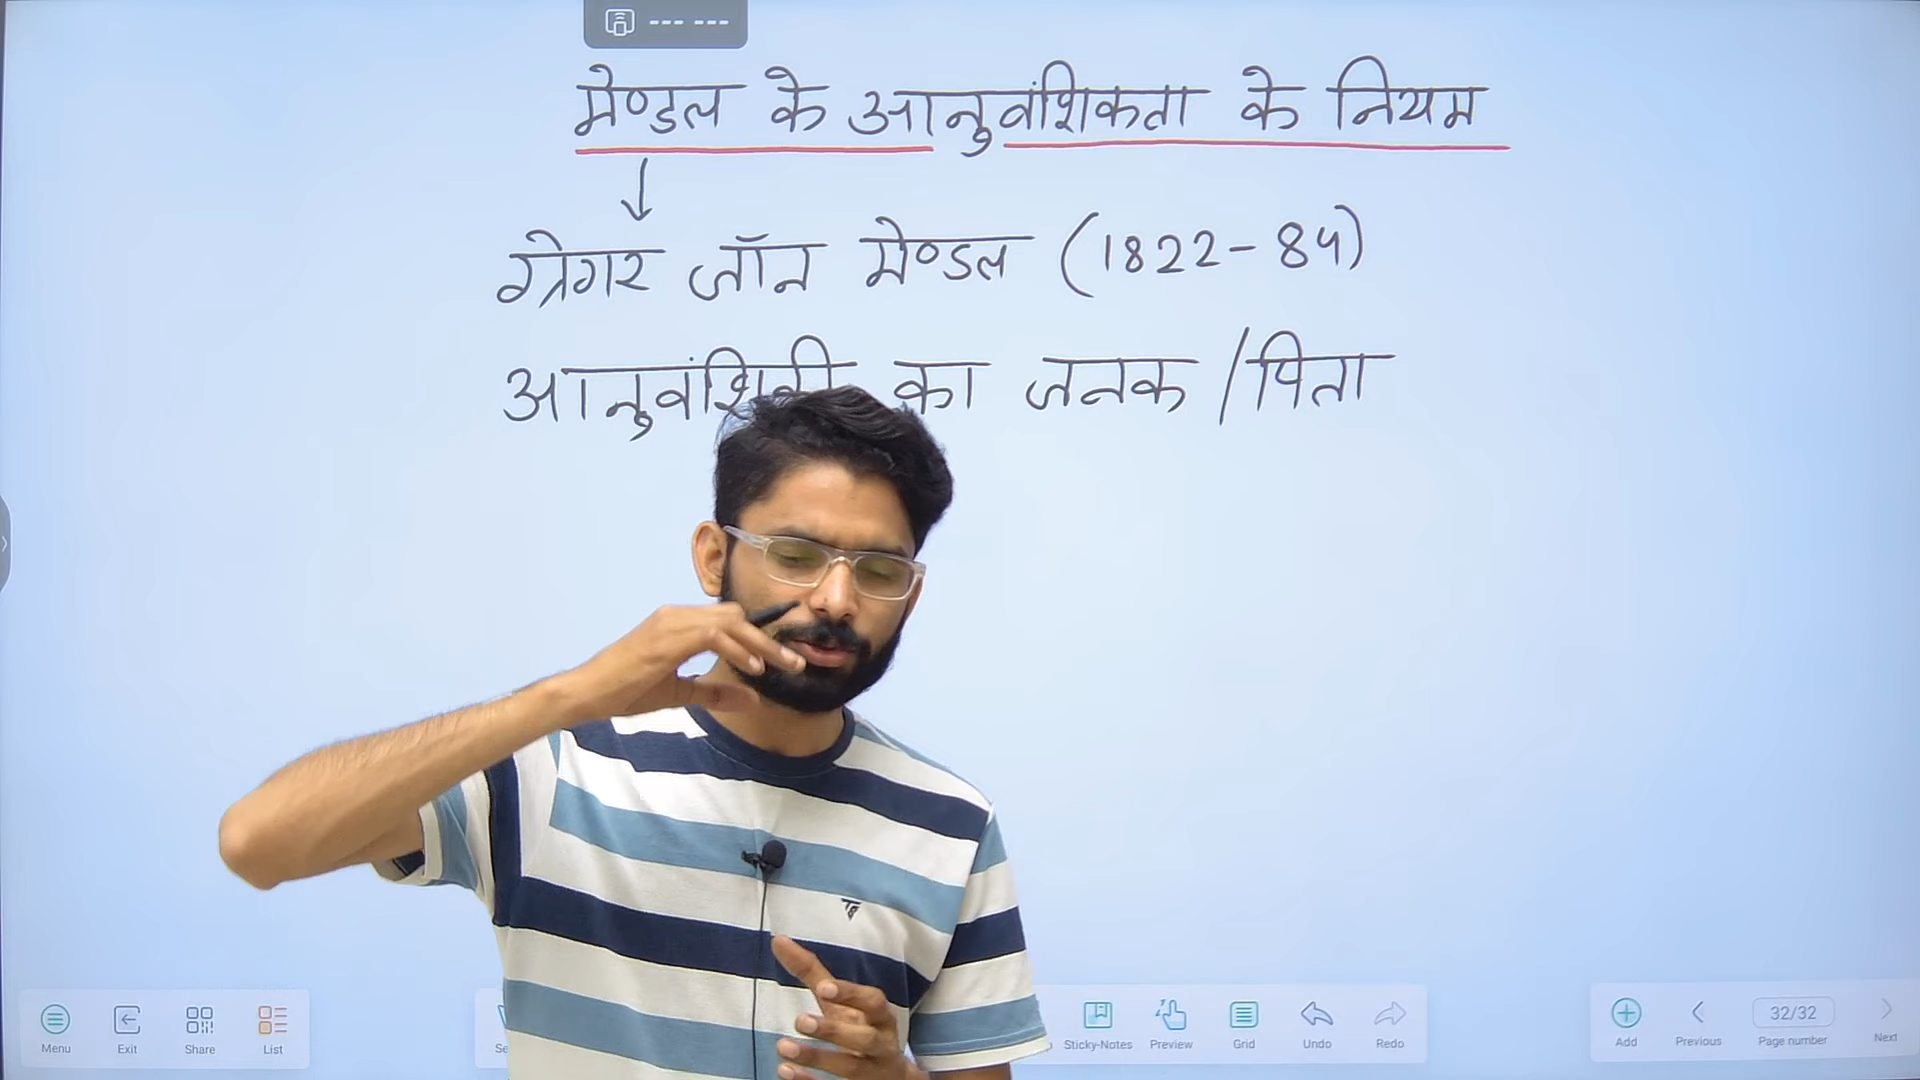 --- ---
मेण्डल के आनुवंशिकता के नियम
ग्रेगर जॉन मेण्डल (1822-84)
आनुवंशिकी का जनक/पिता
Menu Exit Share List Sticky-Notes Preview Grid Undo Redo Add Previous 32/32 Page number Next